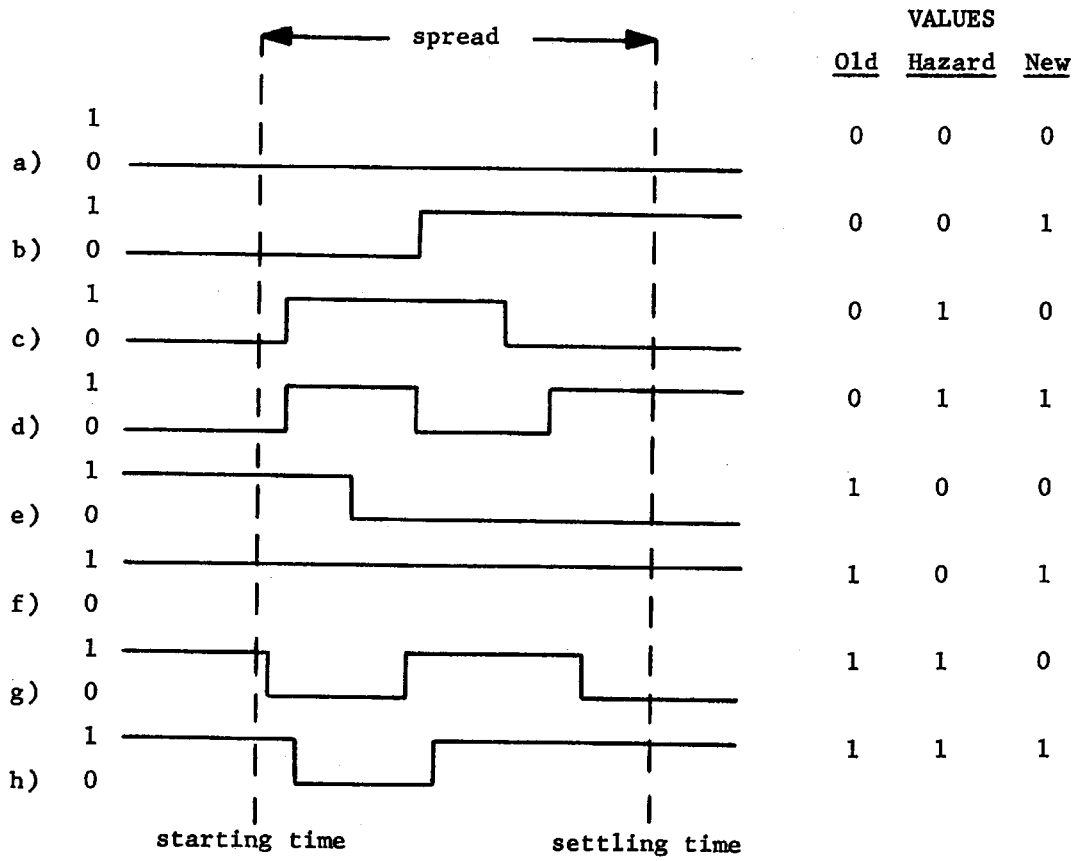 VALUES
spread
Old Hazard New
1
a) 0 0 0 0
1
b) 0 0 0 1
1
c) 0 0 1 0
1
d) 0 0 1 1
1
e) 0 1 0 0
1
f) 0 1 0 1
1
g) 0 1 1 0
1
h) 0 1 1 1
starting time settling time